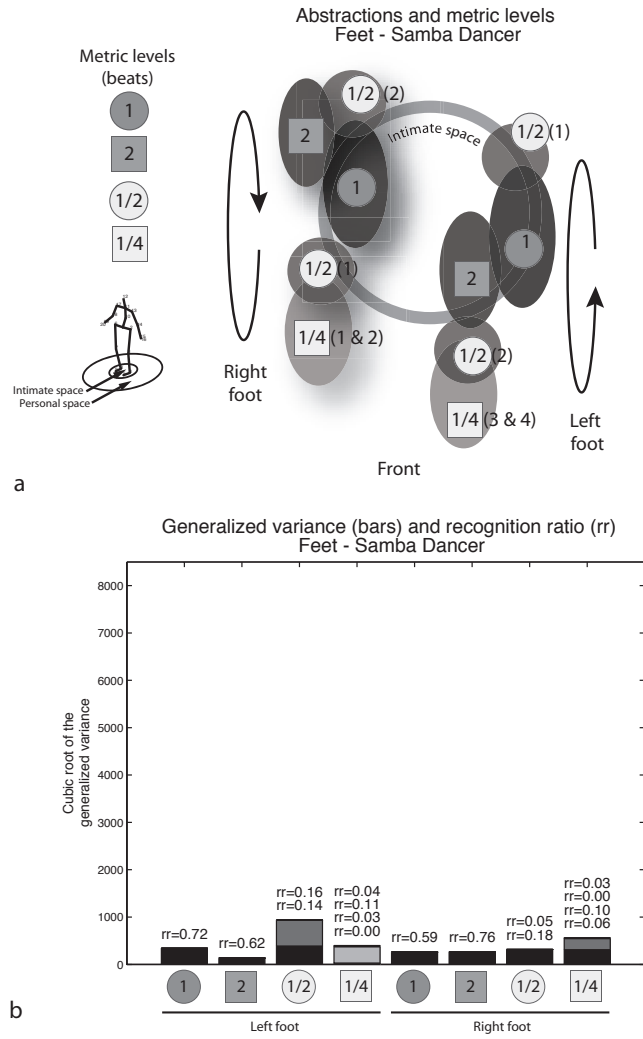 Abstractions and metric levels
Feet - Samba Dancer
Metric levels
(beats)
1
2
1/2
1/4
Intimate space
Personal space
1/2 (2)
2
1
1/2 (1)
1/4 (1 & 2)
Right
foot
Intimate space
1/2 (1)
1
2
1/2 (2)
1/4 (3 & 4)
Left
foot
Front
a
Generalized variance (bars) and recognition ratio (rr)
Feet - Samba Dancer
Cubic root of the
generalized variance
8000
7000
6000
5000
4000
3000
2000
1000
0
rr=0.72
rr=0.62
rr=0.16
rr=0.14
rr=0.04
rr=0.11
rr=0.03
rr=0.00
rr=0.59
rr=0.76
rr=0.05
rr=0.18
rr=0.03
rr=0.00
rr=0.10
rr=0.06
1 2 1/2 1/4 1 2 1/2 1/4
Left foot Right foot
b